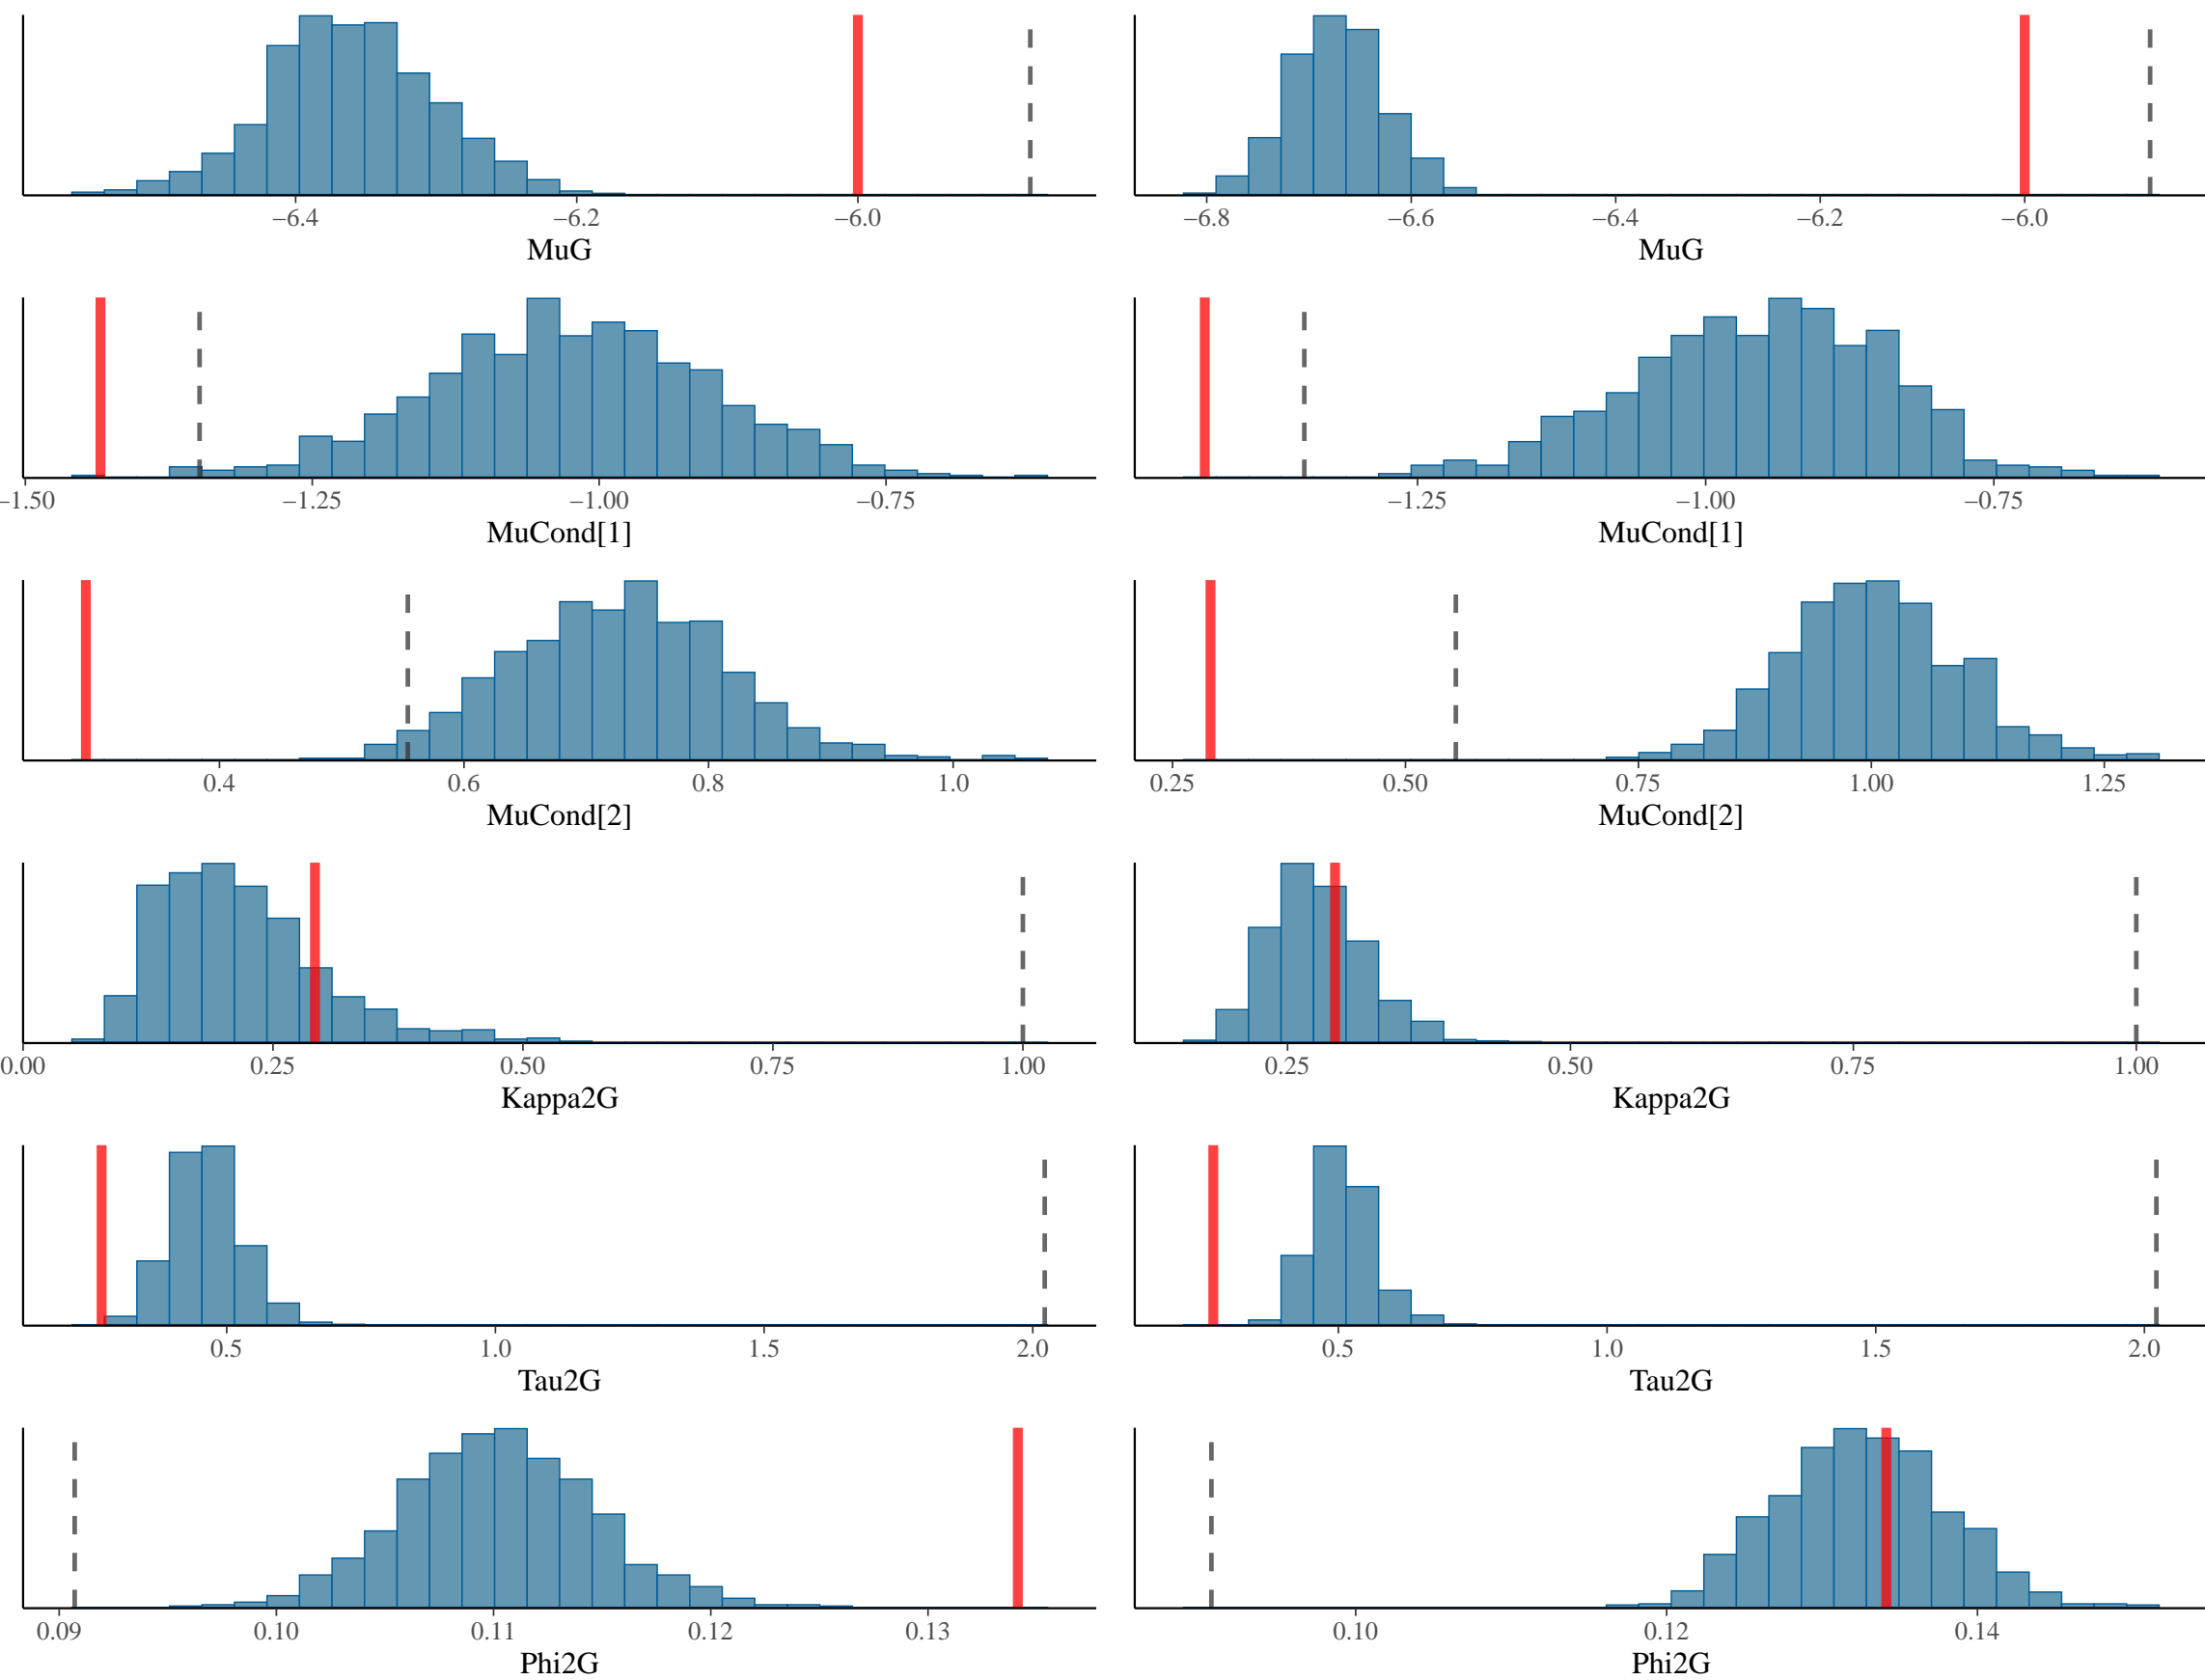 −6.4 −6.2 −6.0
MuG
−6.8 −6.6 −6.4 −6.2 −6.0
MuG
−1.50 −1.25 −1.00 −0.75
MuCond[1]
−1.25 −1.00 −0.75
MuCond[1]
0.4 0.6 0.8 1.0
MuCond[2]
0.25 0.50 0.75 1.00 1.25
MuCond[2]
0.00 0.25 0.50 0.75 1.00
Kappa2G
0.25 0.50 0.75 1.00
Kappa2G
0.5 1.0 1.5 2.0
Tau2G
0.5 1.0 1.5 2.0
Tau2G
0.09 0.10 0.11 0.12 0.13
Phi2G
0.10 0.12 0.14
Phi2G